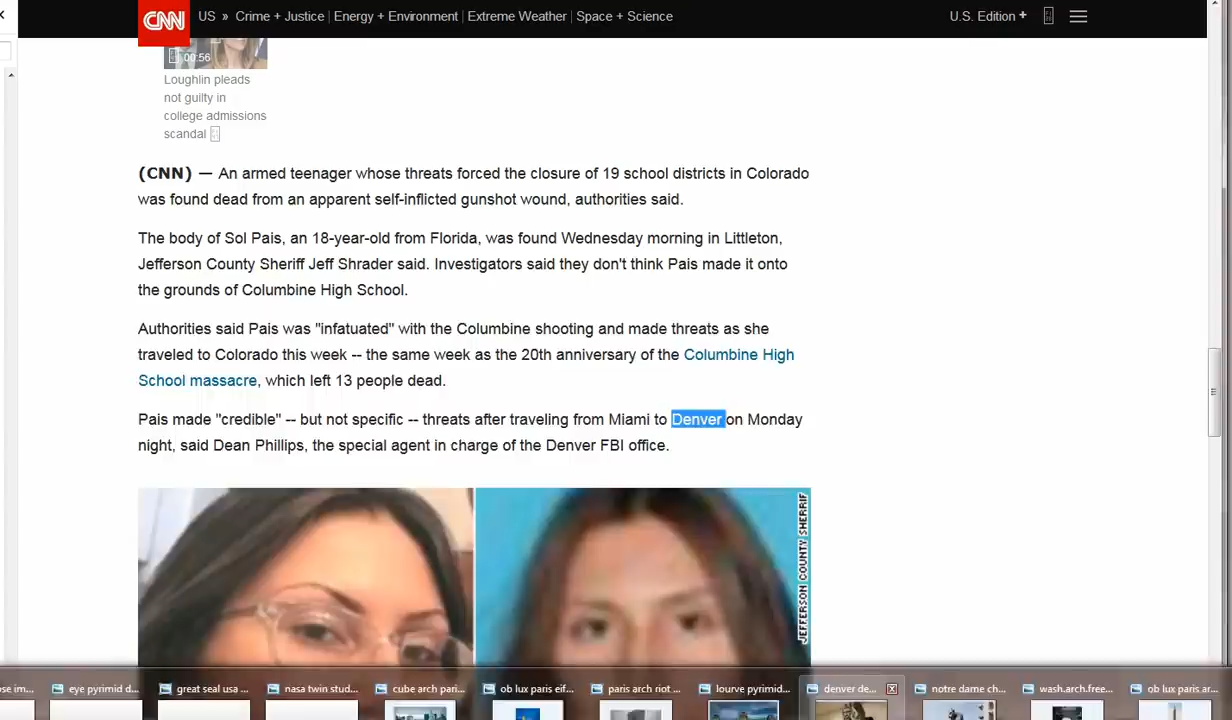 CNN
US » Crime + Justice | Energy + Environment | Extreme Weather | Space + Science
U.S. Edition +
00:56
Loughlin pleads
not guilty in
college admissions
scandal
(CNN) — An armed teenager whose threats forced the closure of 19 school districts in Colorado
was found dead from an apparent self-inflicted gunshot wound, authorities said.
The body of Sol Pais, an 18-year-old from Florida, was found Wednesday morning in Littleton,
Jefferson County Sheriff Jeff Shrader said. Investigators said they don't think Pais made it onto
the grounds of Columbine High School.
Authorities said Pais was "infatuated" with the Columbine shooting and made threats as she
traveled to Colorado this week -- the same week as the 20th anniversary of the Columbine High
School massacre, which left 13 people dead.
Pais made "credible" -- but not specific -- threats after traveling from Miami to Denver on Monday
night, said Dean Phillips, the special agent in charge of the Denver FBI office.
JEFFERSON COUNTY SHERRIF
se im... eye pyrimid d... great seal usa ... nasa twin stud... cube arch pari... ob lux paris eif... paris arch riot ... lourve pyrimid... denver de... notre dame ch... wash.arch.free... ob lux paris ar...